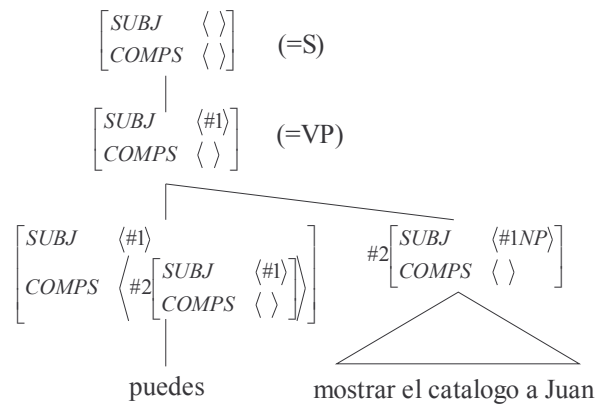 [SUBJ ⟨ ⟩
COMPS ⟨ ⟩] (=S)
[SUBJ ⟨#1⟩
COMPS ⟨ ⟩] (=VP)
[SUBJ ⟨#1⟩
COMPS ⟨#2[SUBJ ⟨#1⟩
COMPS ⟨ ⟩]⟩]
#2[SUBJ ⟨#1NP⟩
COMPS ⟨ ⟩]
puedes
mostrar el catalogo a Juan